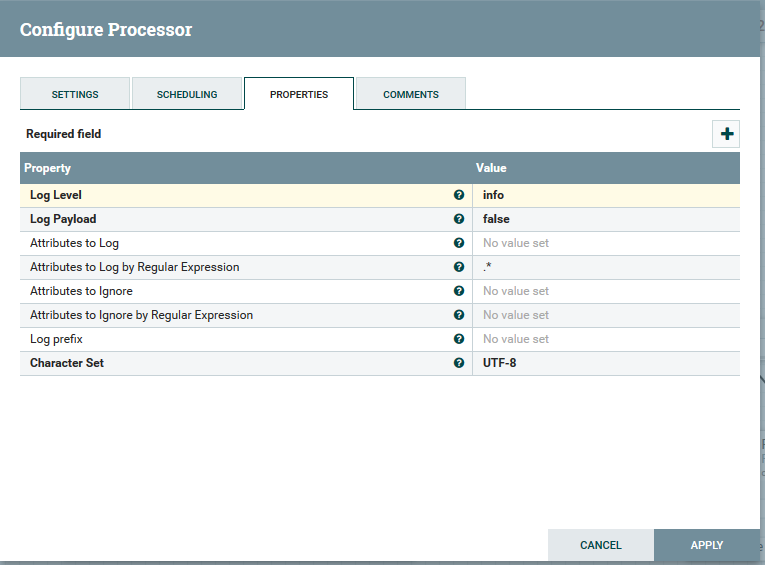 Configure Processor
SETTINGS SCHEDULING PROPERTIES COMMENTS
Required field
Property Value
Log Level info
Log Payload false
Attributes to Log No value set
Attributes to Log by Regular Expression .*
Attributes to Ignore No value set
Attributes to Ignore by Regular Expression No value set
Log prefix No value set
Character Set UTF-8
CANCEL APPLY